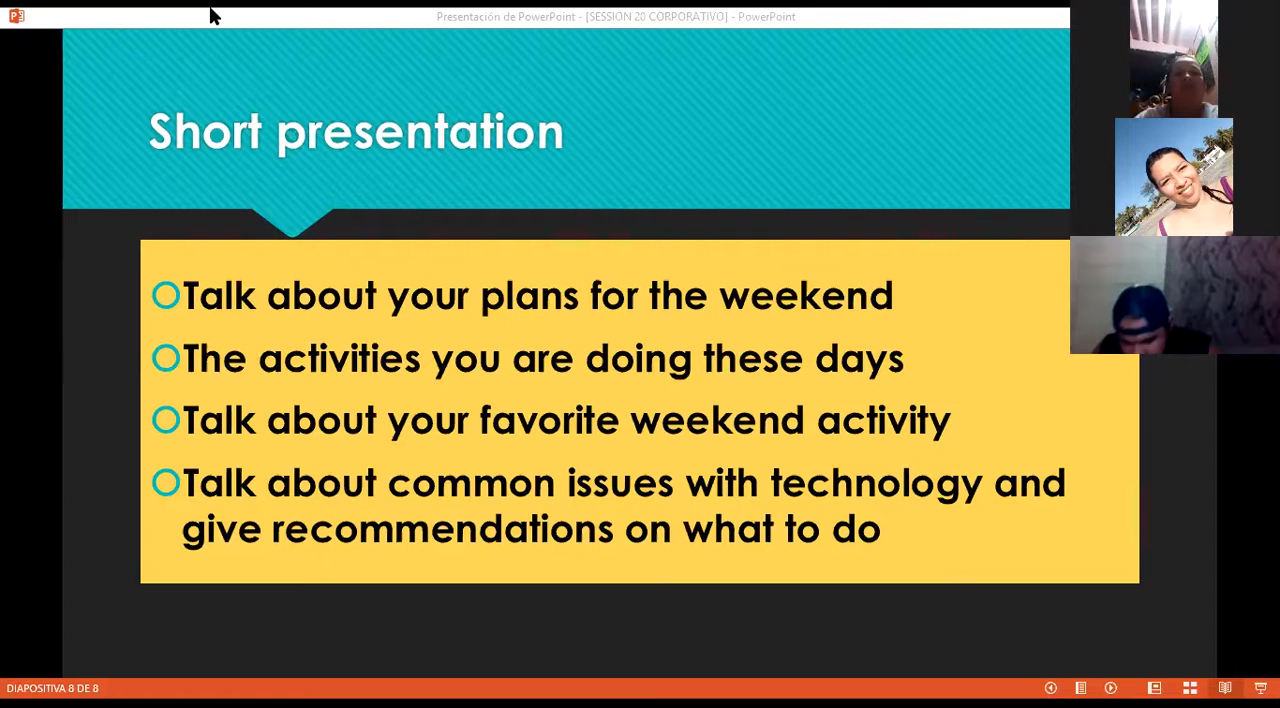 Presentación de PowerPoint - [SESSION 20 CORPORATIVO] - PowerPoint
Short presentation
Talk about your plans for the weekend
The activities you are doing these days
Talk about your favorite weekend activity
Talk about common issues with technology and
give recommendations on what to do
DIAPOSITIVA 8 DE 8